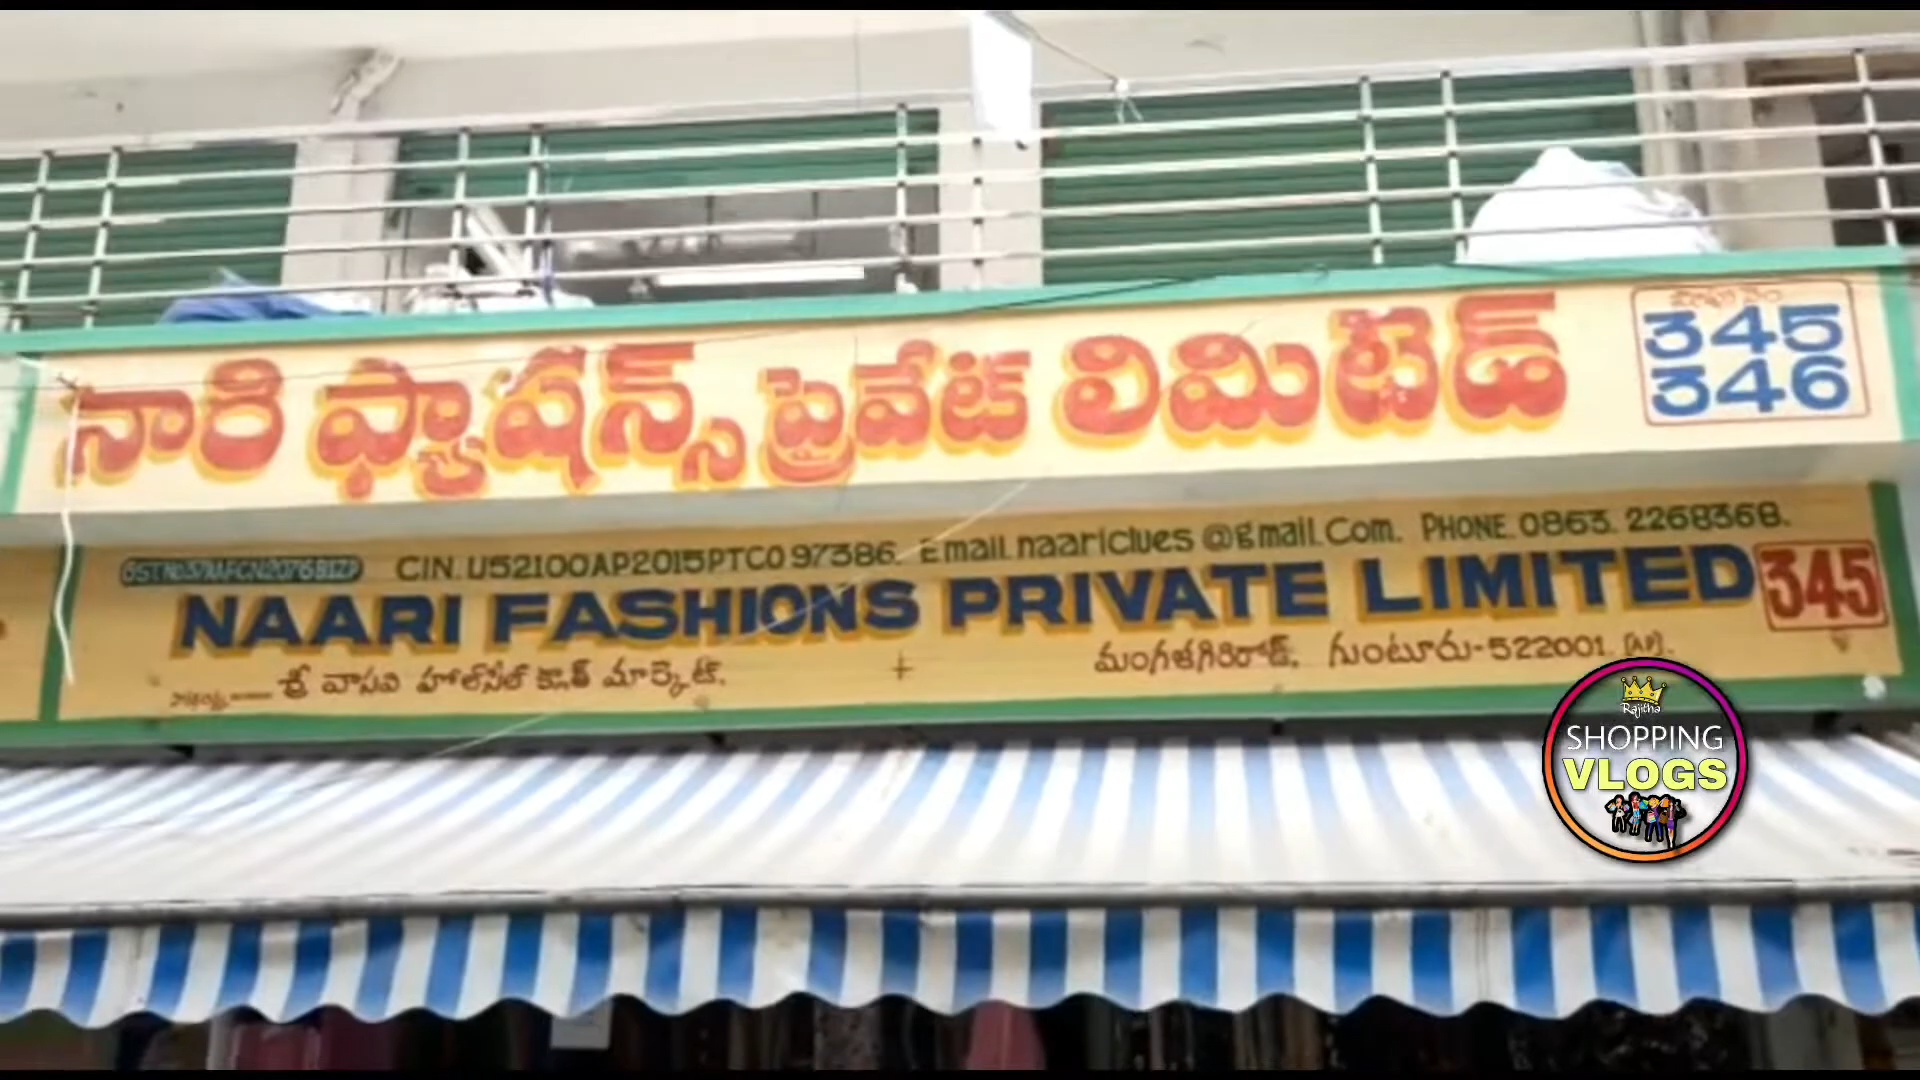 నారి ఫ్యాషన్స్ ప్రైవేట్ లిమిటెడ్
345
346
CIN.U52100AP2015PTC097386. Email.naariclues@gmail.Com. PHONE.0863.2268368.
NAARI FASHIONS PRIVATE LIMITED 345
శ్రీ వాసవి హోల్‌సేల్ క్లాత్ మార్కెట్. మంగళగిరిరోడ్, గుంటూరు-522001. (A.P).
Rajitha
SHOPPING
VLOGS